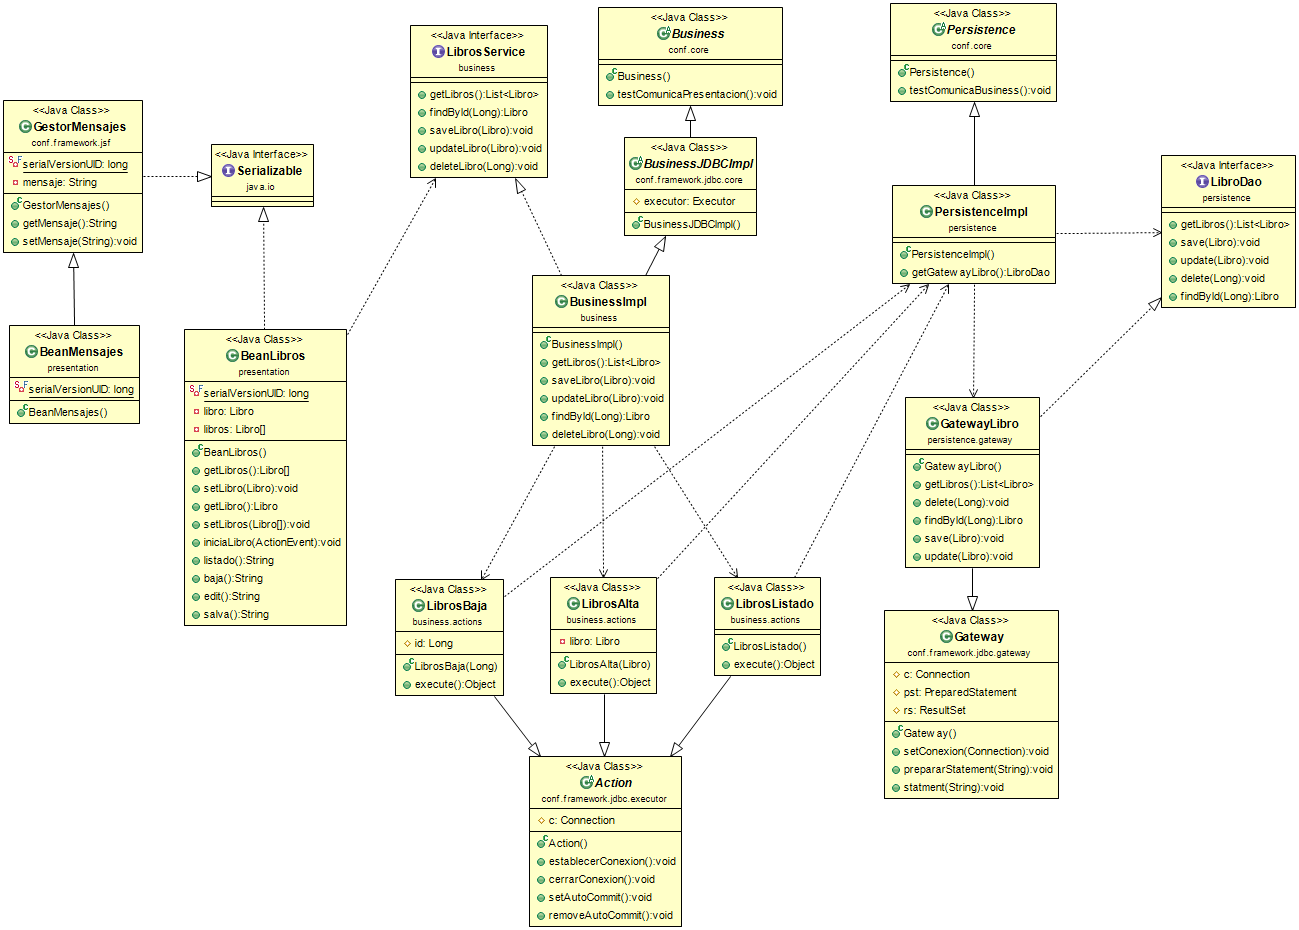 <<Java Class>>
GestorMensajes
conf.framework.jsf
serialVersionUID: long
mensaje: String
GestorMensajes()
getMensaje():String
setMensaje(String):void
<<Java Class>>
BeanMensajes
presentation
serialVersionUID: long
BeanMensajes()
<<Java Interface>>
Serializable
java.io
<<Java Class>>
BeanLibros
presentation
serialVersionUID: long
libro: Libro
libros: Libro[]
BeanLibros()
getLibros():Libro[]
setLibro(Libro):void
getLibro():Libro
setLibros(Libro[]):void
iniciaLibro(ActionEvent):void
listado():String
baja():String
edit():String
salva():String
<<Java Interface>>
LibrosService
business
getLibros():List<Libro>
findById(Long):Libro
saveLibro(Libro):void
updateLibro(Libro):void
deleteLibro(Long):void
<<Java Class>>
Business
conf.core
Business()
testComunicaPresentacion():void
<<Java Class>>
BusinessJDBCImpl
conf.framework.jdbc.core
executor: Executor
BusinessJDBCImpl()
<<Java Class>>
BusinessImpl
business
BusinessImpl()
getLibros():List<Libro>
saveLibro(Libro):void
updateLibro(Libro):void
findById(Long):Libro
deleteLibro(Long):void
<<Java Class>>
LibrosBaja
business.actions
id: Long
LibrosBaja(Long)
execute():Object
<<Java Class>>
LibrosAlta
business.actions
libro: Libro
LibrosAlta(Libro)
execute():Object
<<Java Class>>
LibrosListado
business.actions
LibrosListado()
execute():Object
<<Java Class>>
Action
conf.framework.jdbc.executor
c: Connection
Action()
establecerConexion():void
cerrarConexion():void
setAutoCommit():void
removeAutoCommit():void
<<Java Class>>
Persistence
conf.core
Persistence()
testComunicaBusiness():void
<<Java Class>>
PersistenceImpl
persistence
PersistenceImpl()
getGatewayLibro():LibroDao
<<Java Interface>>
LibroDao
persistence
getLibros():List<Libro>
save(Libro):void
update(Libro):void
delete(Long):void
findById(Long):Libro
<<Java Class>>
GatewayLibro
persistence.gateway
GatewayLibro()
getLibros():List<Libro>
delete(Long):void
findById(Long):Libro
save(Libro):void
update(Libro):void
<<Java Class>>
Gateway
conf.framework.jdbc.gateway
c: Connection
pst: PreparedStatement
rs: ResultSet
Gateway()
setConexion(Connection):void
prepararStatement(String):void
statment(String):void